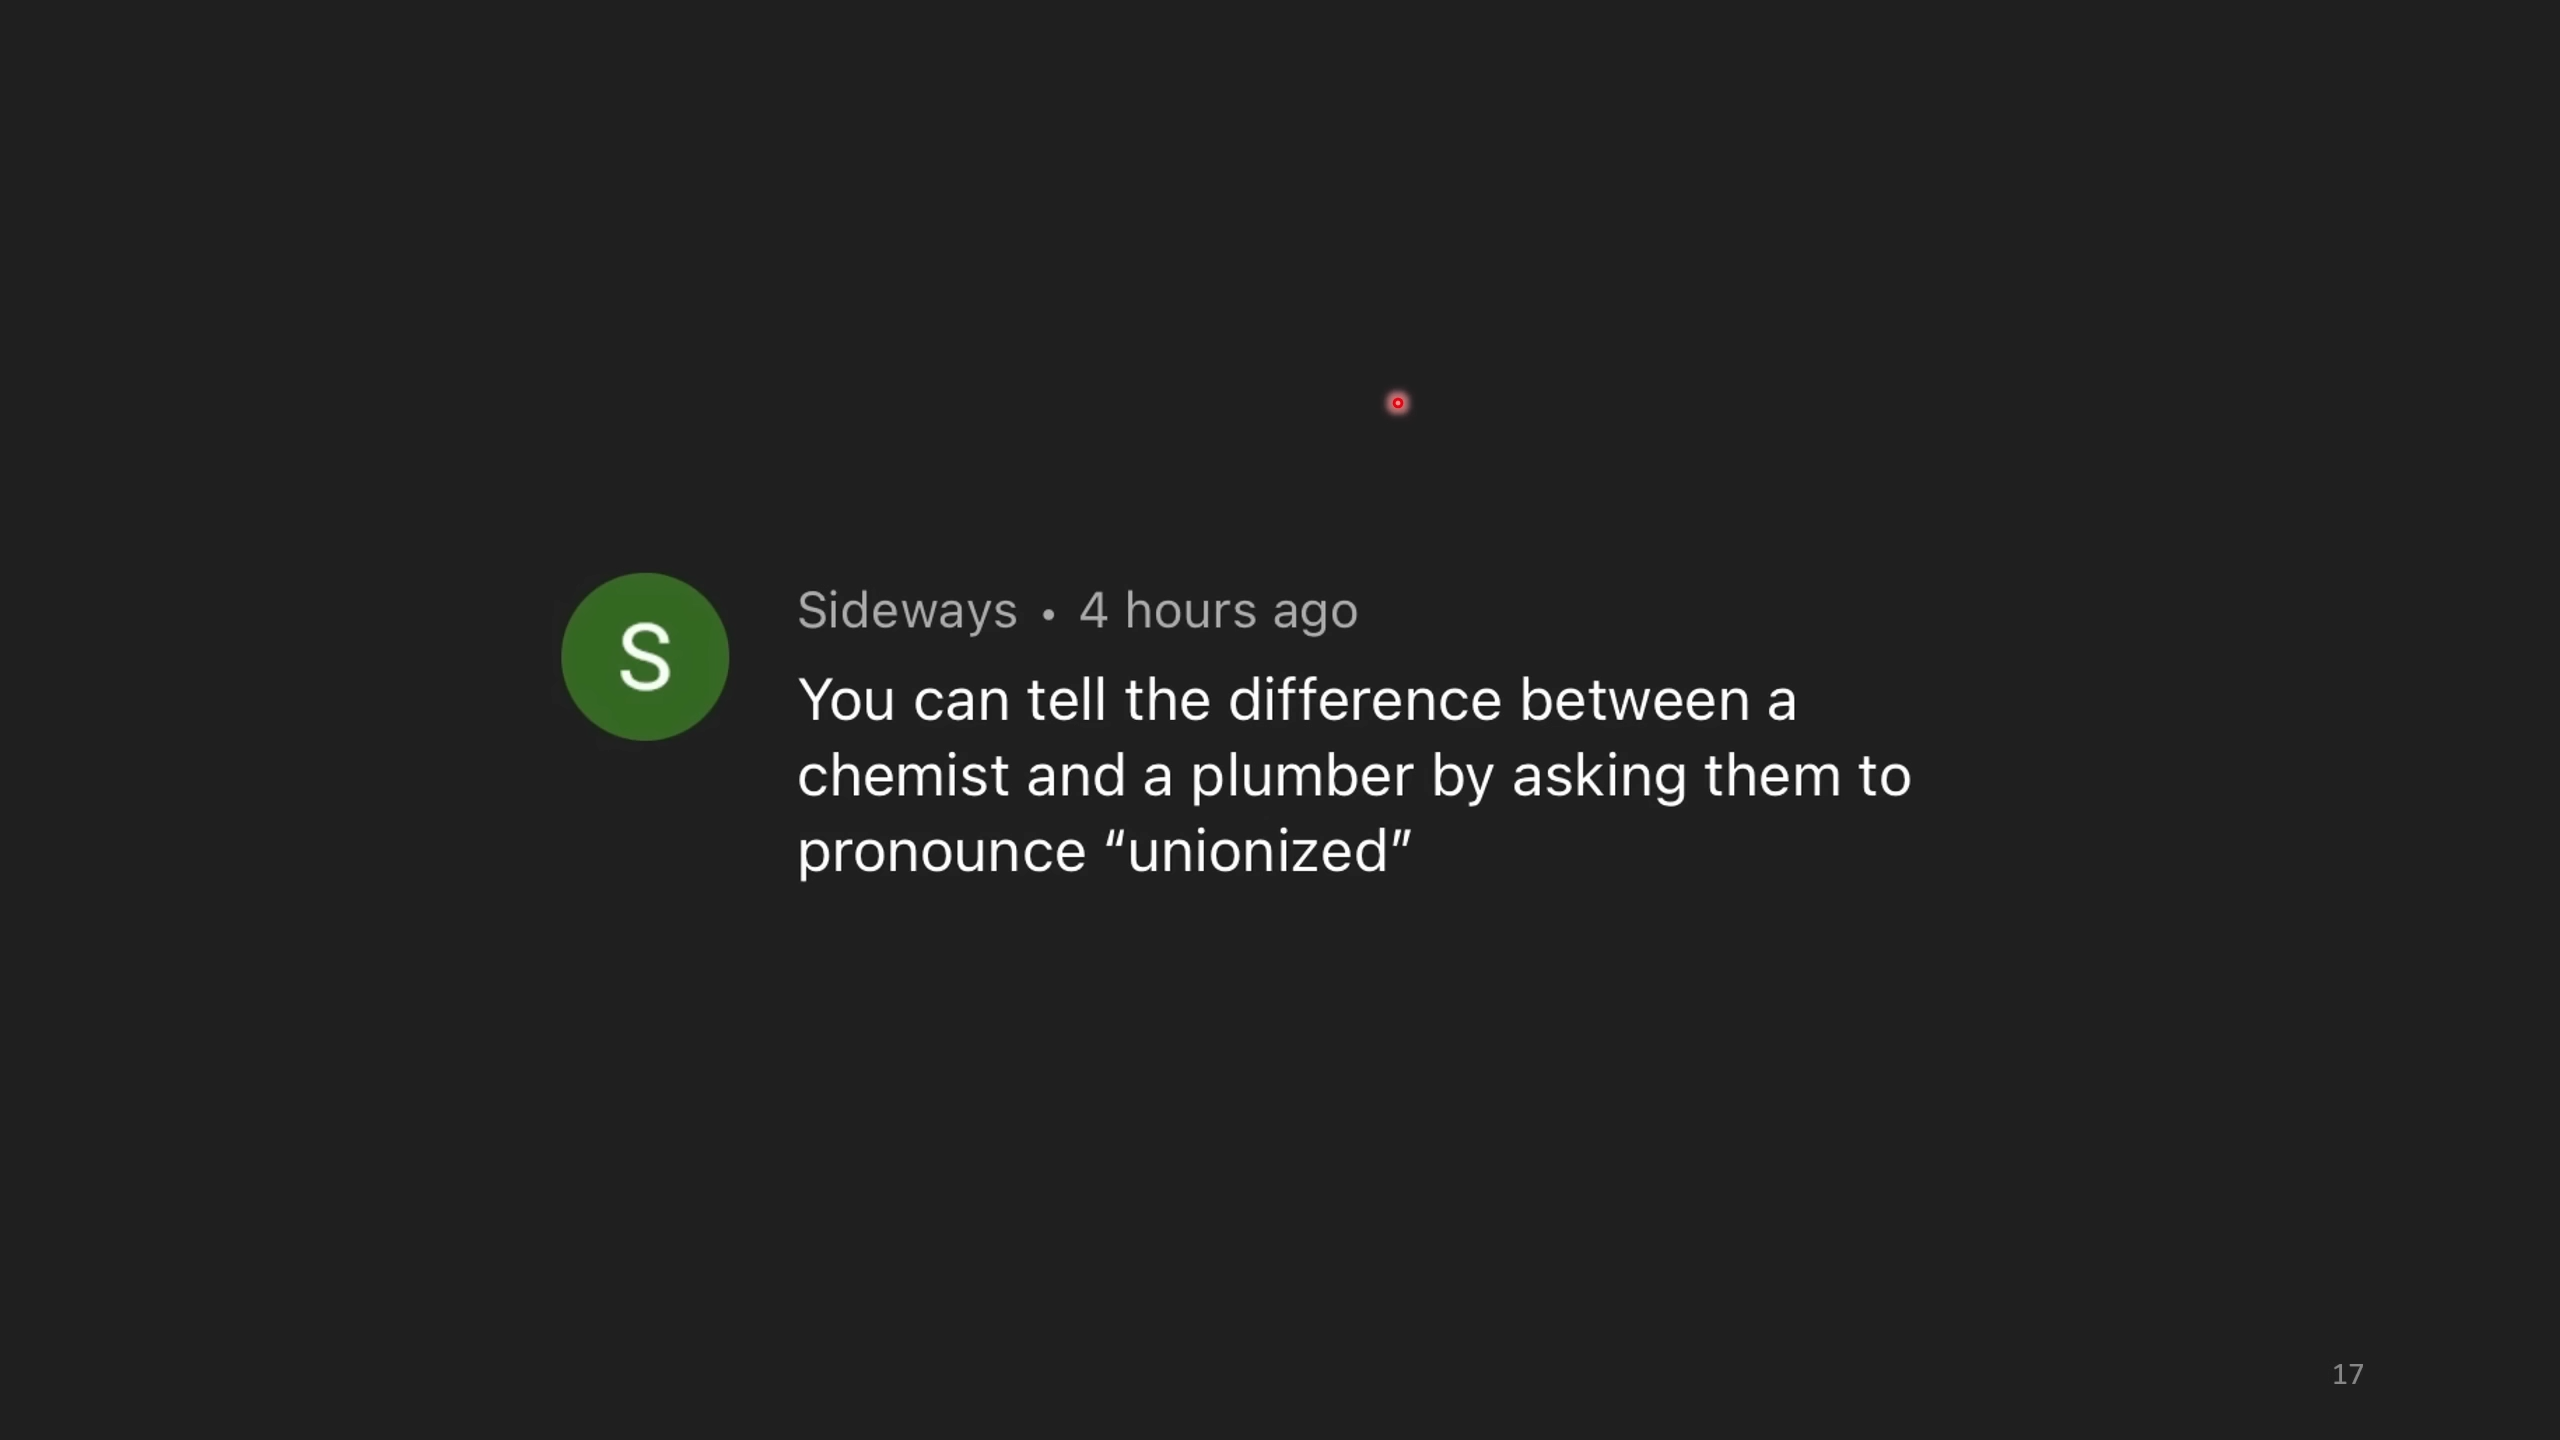 S
Sideways • 4 hours ago
You can tell the difference between a
chemist and a plumber by asking them to
pronounce “unionized”
17